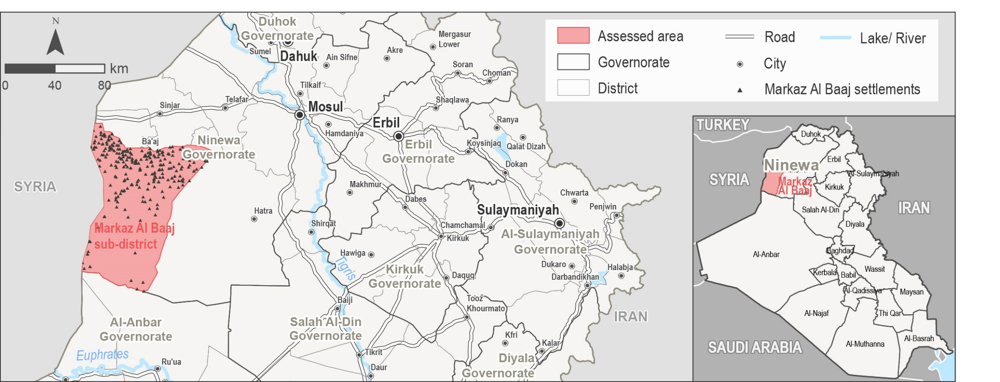 N
km
0
40
80
Duhok
Governorate
Sumel
Dahuk
Ain Sifne
Akre
Mergasur
Lower
Soran
Choman
Tilkaif
Shaqlawa
Sinjar
Telafar
Mosul
Erbil
Hamdaniya
Ranya
Ba'aj
Ninewa
Governorate
Erbil
Governorate
Koysinjaq
Qalat Dizah
Dokan
SYRIA
Makhmur
Chwarta
Dabes
Penjwin
Hatra
Sulaymaniyah
Markaz Al Baaj
sub-district
Shirqat
Chamchamal
Kirkuk
Al-Sulaymaniyah
Governorate
Hawiga
Tigris
Kirkuk
Governorate
Dukaro
Halabja
Daquq
Darbandikhan
Baiji
Tooz
Khourmato
IRAN
Al-Anbar
Governorate
Salah Al-Din
Governorate
Kfri
Kalar
Euphrates
Tikrit
Ru'ua
Daur
Diyala
Governorate
Assessed area
Governorate
District
Road
City
Markaz Al Baaj settlements
Lake/ River
TURKEY
Duhok
Erbil
Ninewa
Al-Sulaymaniyah
SYRIA
Markaz
Al Baaj
Kirkuk
Salah Al-Din
IRAN
Diyala
Al-Anbar
Baghdad
Wassit
Kerbala
Babil
Al-Qadissiya
Maysan
Al-Najaf
Thi Qar
SAUDI ARABIA
Al-Muthanna
Al-Basrah